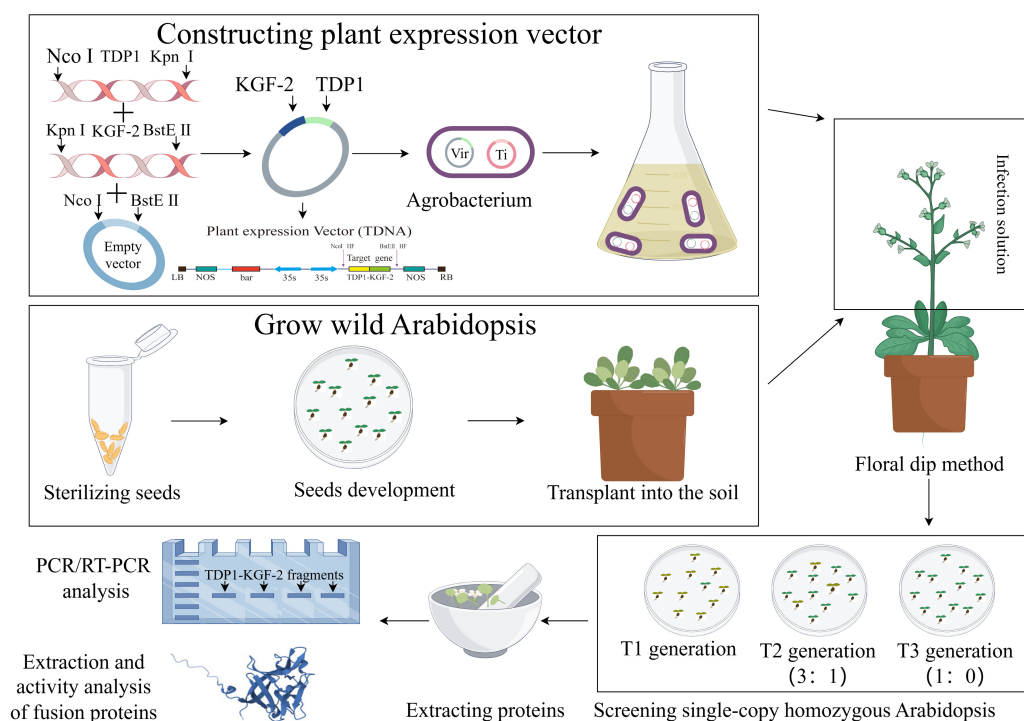 Constructing plant expression vector
Nco I TDP1 Kpn I
+
Kpn I KGF-2 BstE II
+
Nco I BstE II
Empty
vector
KGF-2 TDP1
Vir Ti
Agrobacterium
Plant expression Vector (TDNA)
NcoI HF BstEII HF
Target gene
LB NOS bar 35s 35s TDP1-KGF-2 NOS RB
Infection solution
Grow wild Arabidopsis
Sterilizing seeds
Seeds development
Transplant into the soil
Floral dip method
PCR/RT-PCR
analysis
TDP1-KGF-2 fragments
Extraction and
activity analysis
of fusion proteins
Extracting proteins
T1 generation
T2 generation
(3: 1)
T3 generation
(1: 0)
Screening single-copy homozygous Arabidopsis